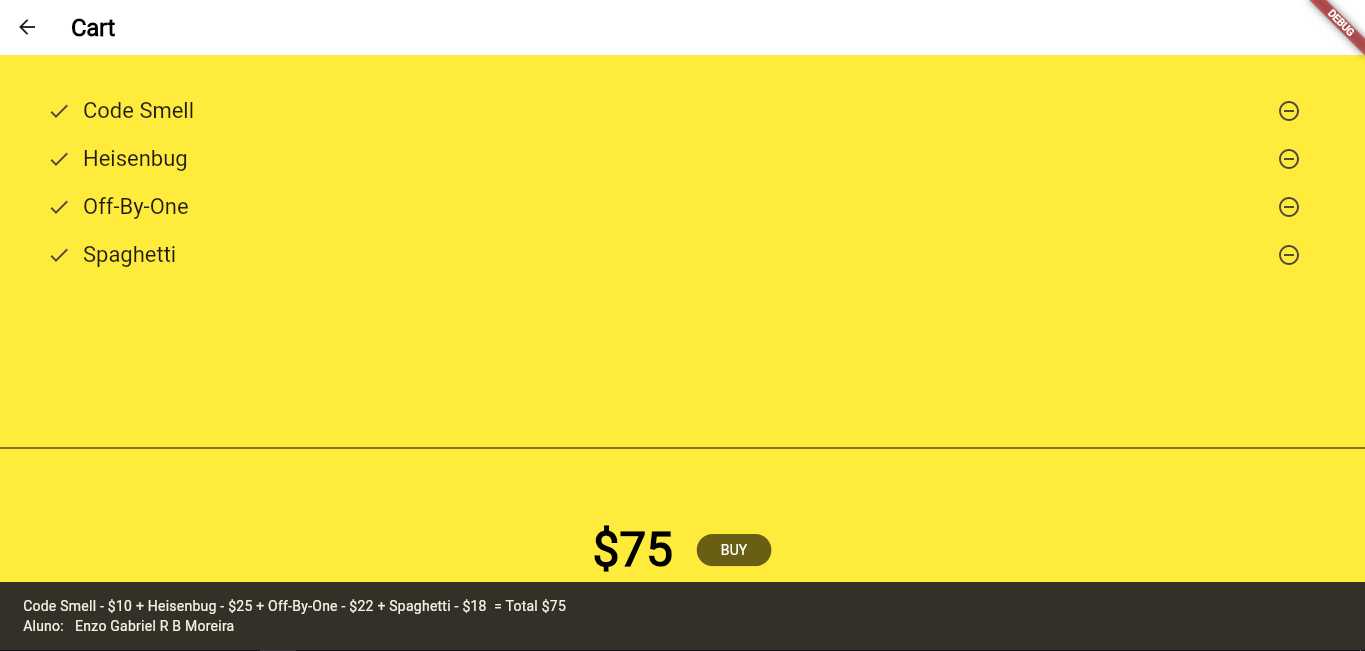 Cart
DEBUG
Code Smell
Heisenbug
Off-By-One
Spaghetti
$75 BUY
Code Smell - $10 + Heisenbug - $25 + Off-By-One - $22 + Spaghetti - $18  = Total $75
Aluno:   Enzo Gabriel R B Moreira